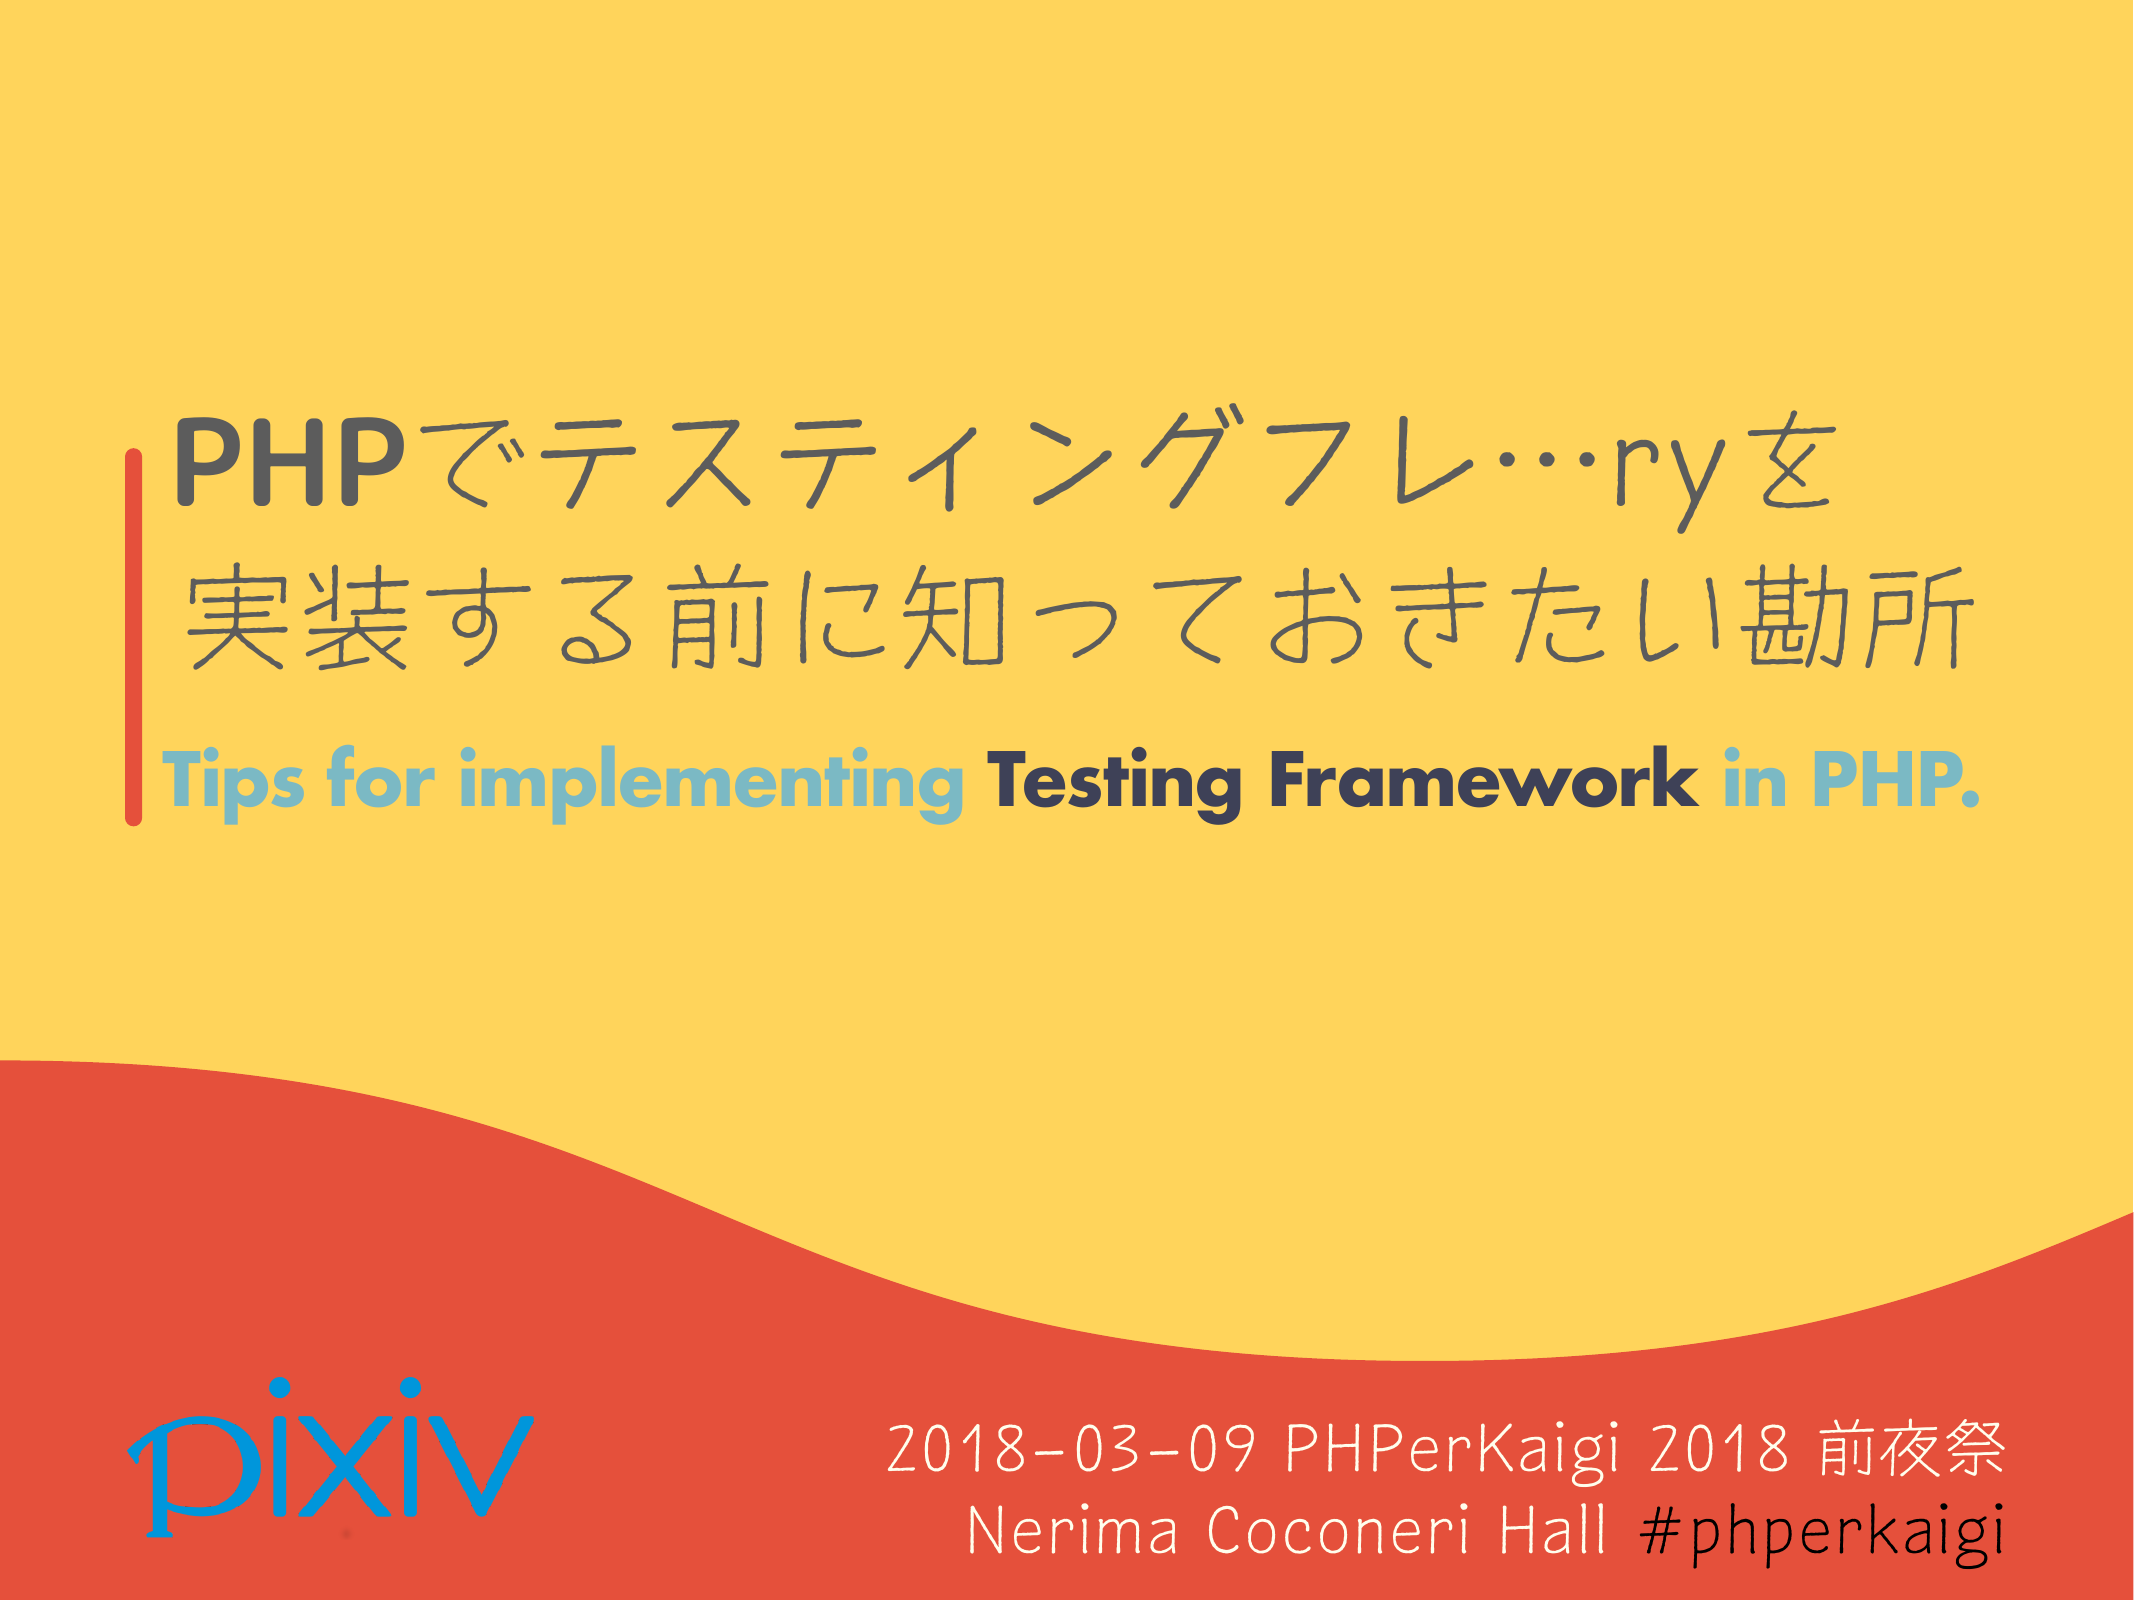 PHPでテスティングフレ…ryを
実装する前に知っておきたい勘所
Tips for implementing Testing Framework in PHP.
pixiv
2018-03-09 PHPerKaigi 2018 前夜祭
Nerima Coconeri Hall #phperkaigi